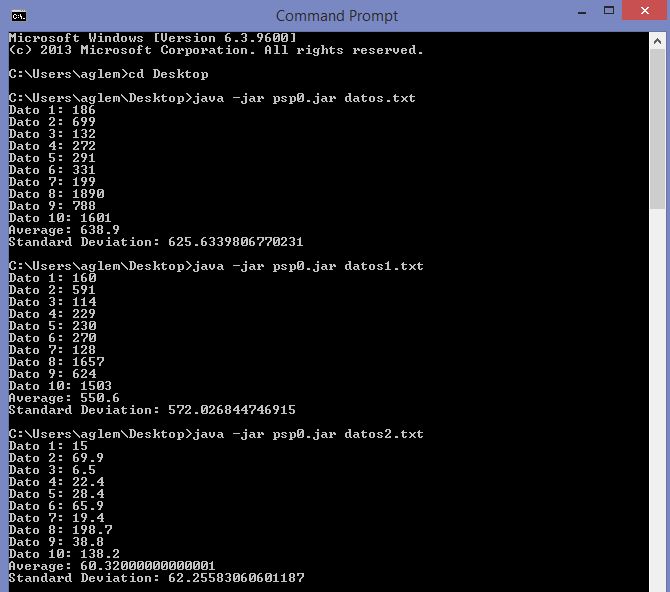 Command Prompt
Microsoft Windows [Version 6.3.9600]
(c) 2013 Microsoft Corporation. All rights reserved.
C:\Users\aglem>cd Desktop
C:\Users\aglem\Desktop>java -jar psp0.jar datos.txt
Dato 1: 186
Dato 2: 699
Dato 3: 132
Dato 4: 272
Dato 5: 291
Dato 6: 331
Dato 7: 199
Dato 8: 1890
Dato 9: 788
Dato 10: 1601
Average: 638.9
Standard Deviation: 625.6339806770231
C:\Users\aglem\Desktop>java -jar psp0.jar datos1.txt
Dato 1: 160
Dato 2: 591
Dato 3: 114
Dato 4: 229
Dato 5: 230
Dato 6: 270
Dato 7: 128
Dato 8: 1657
Dato 9: 624
Dato 10: 1503
Average: 550.6
Standard Deviation: 572.026844746915
C:\Users\aglem\Desktop>java -jar psp0.jar datos2.txt
Dato 1: 15
Dato 2: 69.9
Dato 3: 6.5
Dato 4: 22.4
Dato 5: 28.4
Dato 6: 65.9
Dato 7: 19.4
Dato 8: 198.7
Dato 9: 38.8
Dato 10: 138.2
Average: 60.32000000000001
Standard Deviation: 62.25583060601187